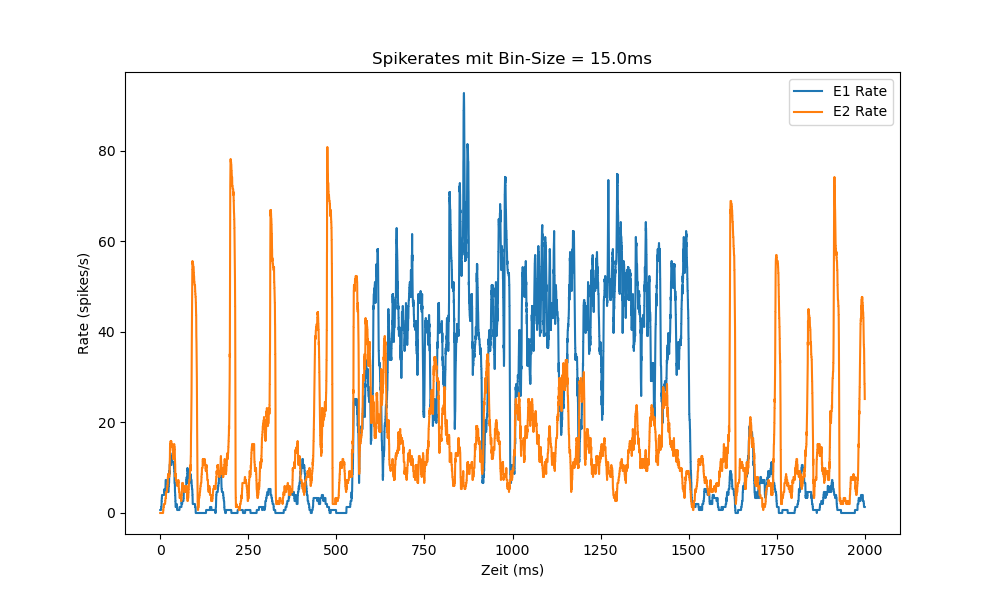 Spikerates mit Bin-Size = 15.0ms
E1 Rate
E2 Rate
Rate (spikes/s)
80
60
40
20
0
0 250 500 750 1000 1250 1500 1750 2000
Zeit (ms)